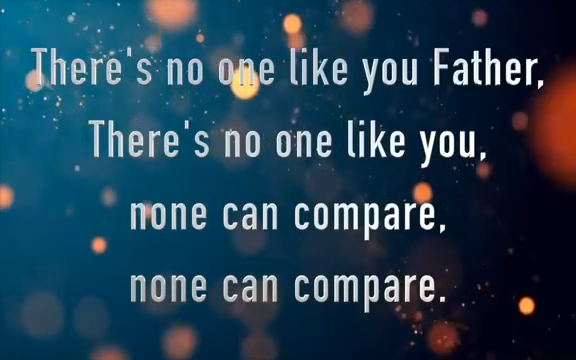 There's no one like you Father,
There's no one like you,
none can compare,
none can compare.